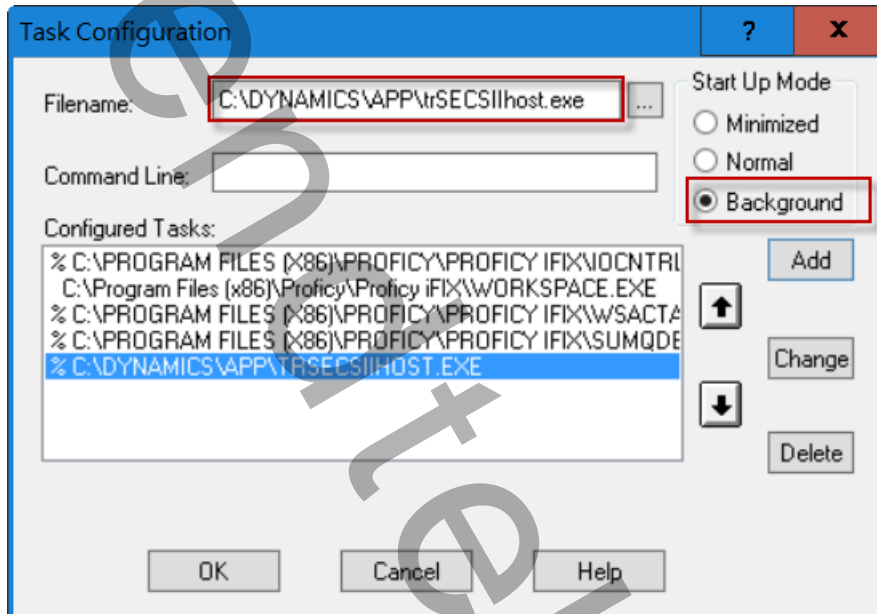 Task Configuration
? x
Filename: C:\DYNAMICS\APP\trSECSIIhost.exe ...
Start Up Mode
Minimized
Normal
Background
Command Line:
Configured Tasks:
% C:\PROGRAM FILES (X86)\PROFICY\PROFICY IFIX\IOCNTRL
C:\Program Files (x86)\Proficy\Proficy iFIX\WORKSPACE.EXE
% C:\PROGRAM FILES (X86)\PROFICY\PROFICY IFIX\WSACTA
% C:\PROGRAM FILES (X86)\PROFICY\PROFICY IFIX\SUMQDE
% C:\DYNAMICS\APP\TRSECSIIHOST.EXE
Add
Change
Delete
OK Cancel Help